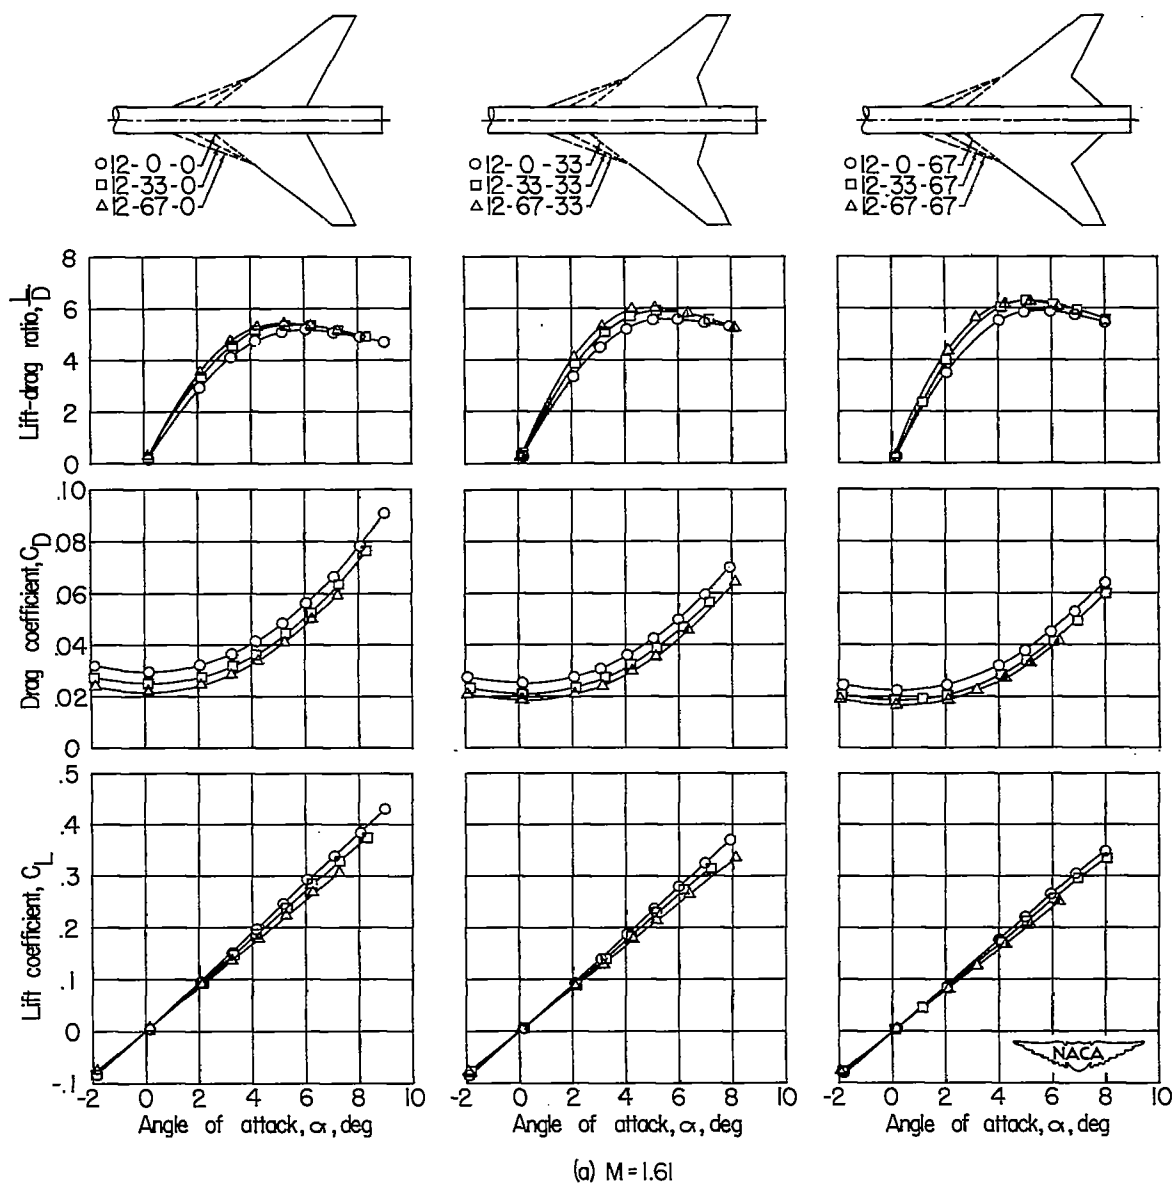 ○12-0-0
□12-33-0
△12-67-0
○12-0-33
□12-33-33
△12-67-33
○12-0-67
□12-33-67
△12-67-67
Lift-drag ratio, L/D
8
6
4
2
0
Drag coefficient, C_D
.10
.08
.06
.04
.02
0
Lift coefficient, C_L
.5
.4
.3
.2
.1
0
-.1
NACA
-2 0 2 4 6 8 10
-2 0 2 4 6 8 10
-2 0 2 4 6 8 10
Angle of attack, α, deg
Angle of attack, α, deg
Angle of attack, α, deg
(a) M = 1.61